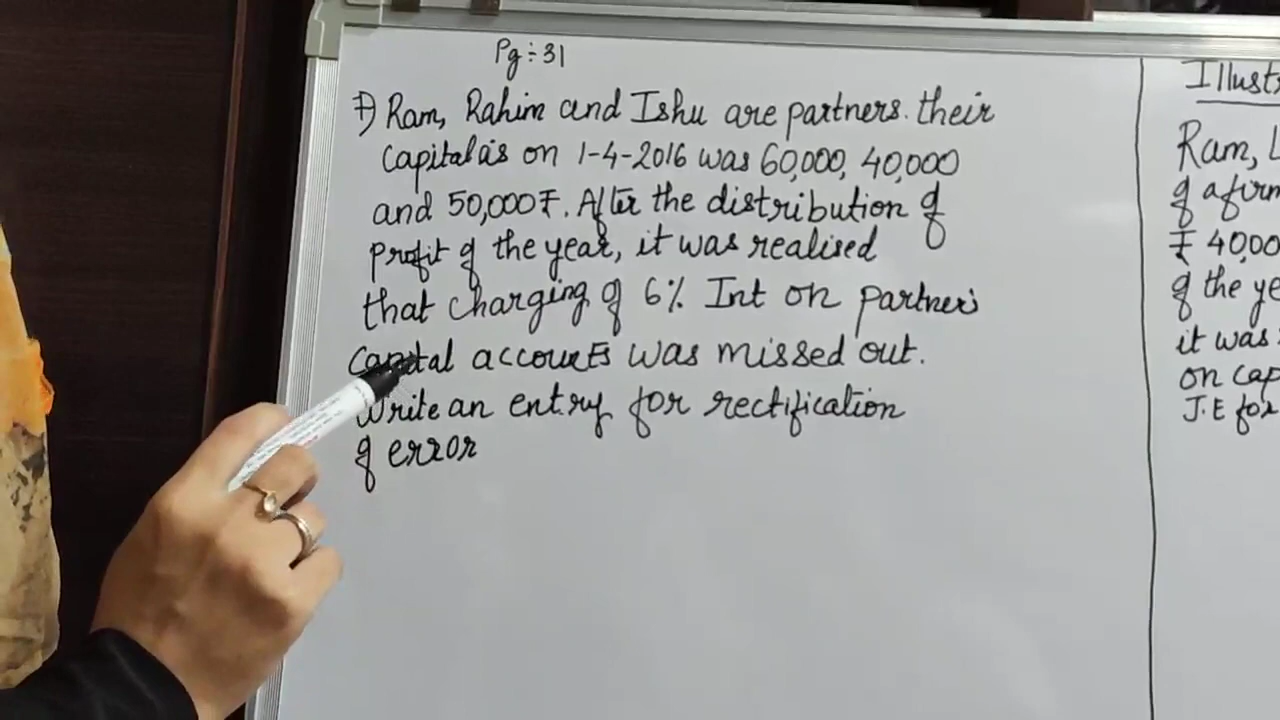 Pg ÷ 31
7) Ram, Rahim and Ishu are partners. their
capital as on 1-4-2016 was 60,000, 40,000
and 50,000₹. After the distribution of
profit of the year, it was realised
that charging of 6% Int on partner's
capital accounts was missed out.
Write an entry for rectification
of error
Ram,
of a firm
₹ 40,00
of the ye
it was
on cap
J.E for